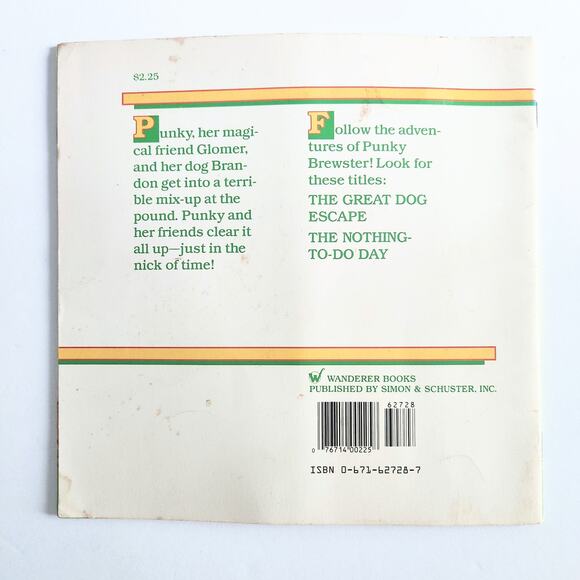 $2.25
Punky, her magi-
cal friend Glomer,
and her dog Bran-
don get into a terri-
ble mix-up at the
pound. Punky and
her friends clear it
all up—just in the
nick of time!
Follow the adven-
tures of Punky
Brewster! Look for
these titles:
THE GREAT DOG
ESCAPE
THE NOTHING-
TO-DO DAY
W WANDERER BOOKS
PUBLISHED BY SIMON & SCHUSTER, INC.
62728
0 76714 00225
ISBN 0-671-62728-7